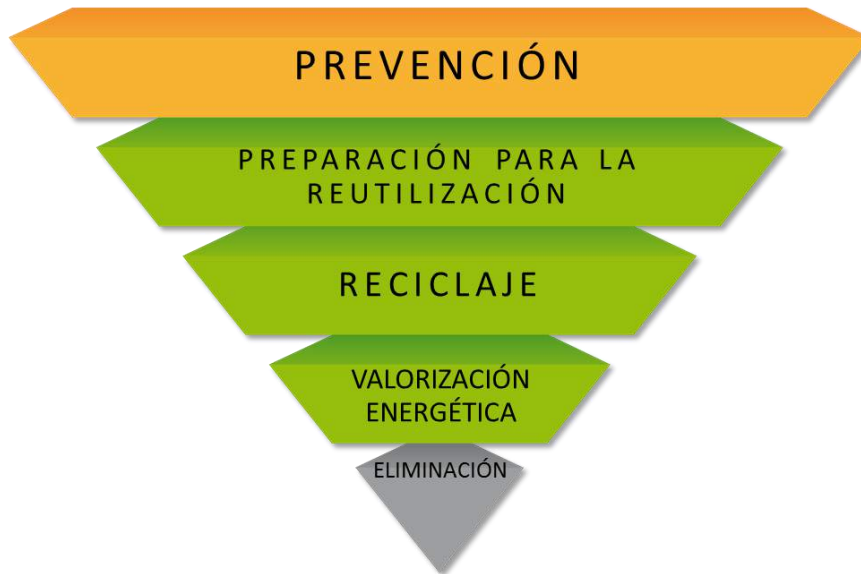 PREVENCIÓN
PREPARACIÓN PARA LA
REUTILIZACIÓN
RECICLAJE
VALORIZACIÓN
ENERGÉTICA
ELIMINACIÓN